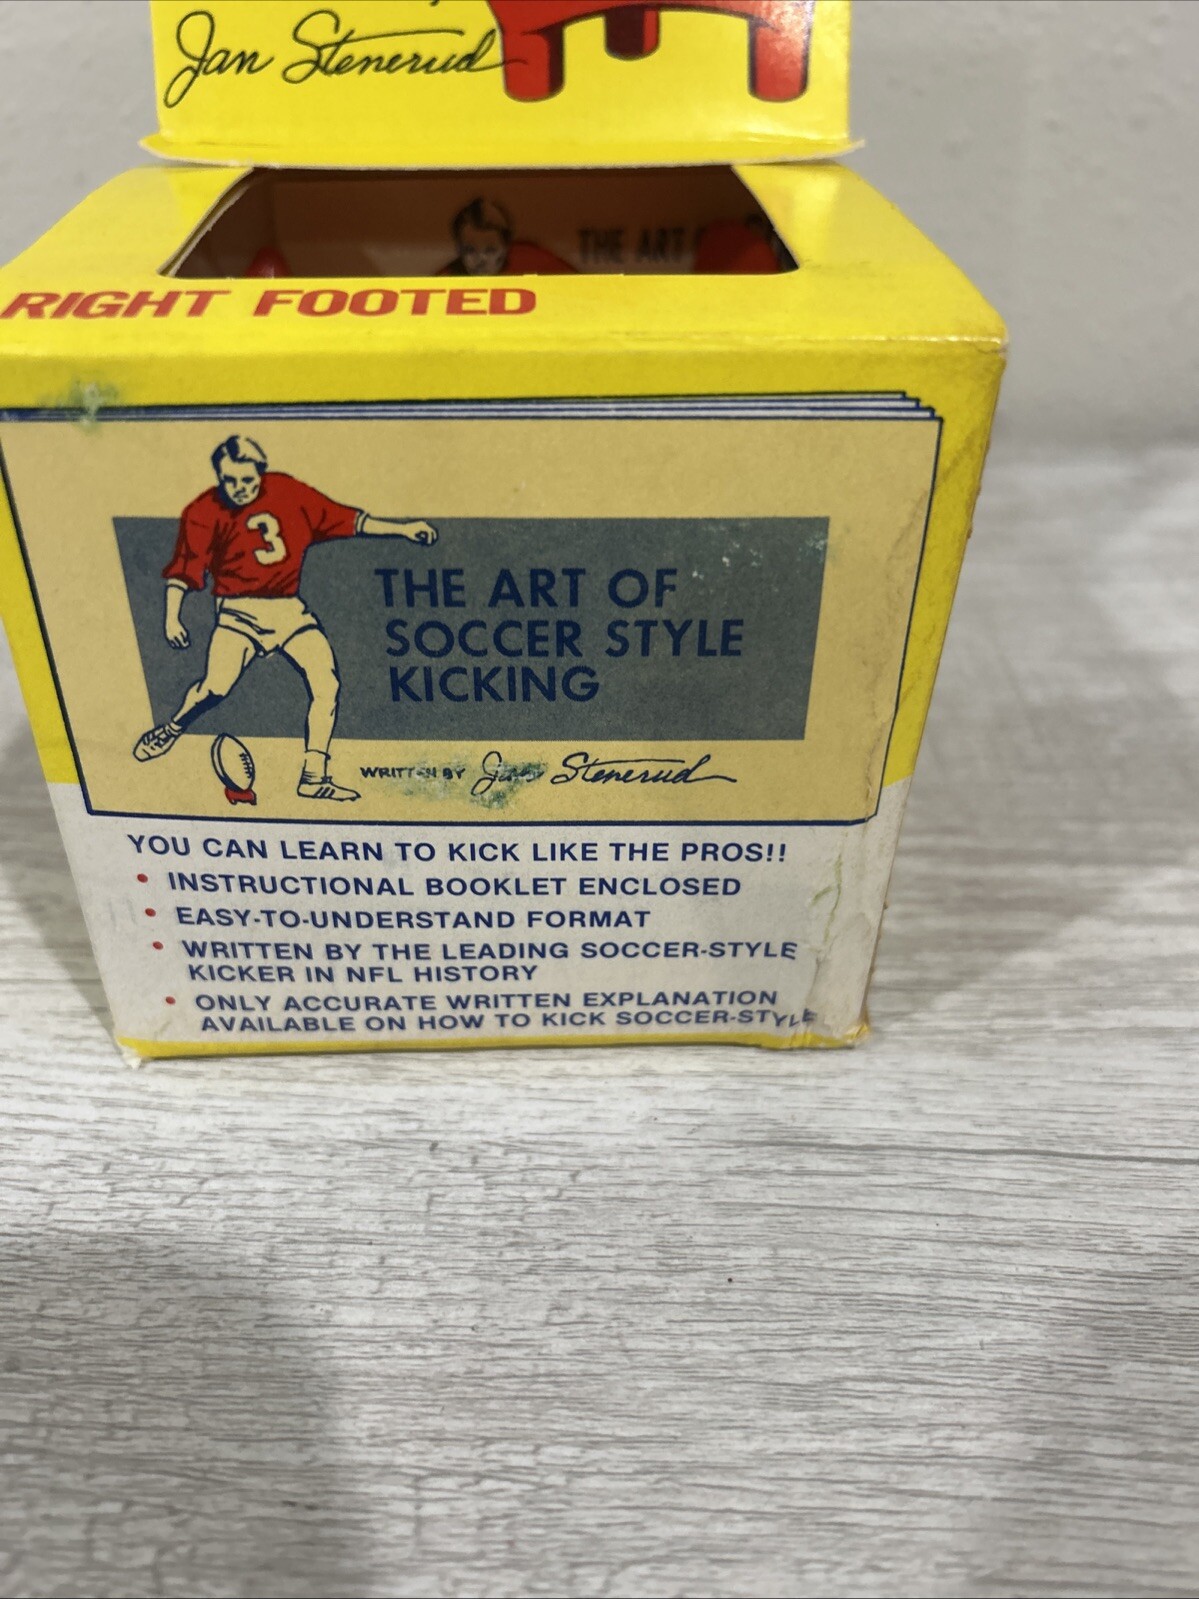 Jan Stenerud
THE ART
RIGHT FOOTED
3
THE ART OF
SOCCER STYLE
KICKING
WRITTEN BY Jan Stenerud
YOU CAN LEARN TO KICK LIKE THE PROS!!
• INSTRUCTIONAL BOOKLET ENCLOSED
• EASY-TO-UNDERSTAND FORMAT
• WRITTEN BY THE LEADING SOCCER-STYLE
KICKER IN NFL HISTORY
• ONLY ACCURATE WRITTEN EXPLANATION
AVAILABLE ON HOW TO KICK SOCCER-STYLE